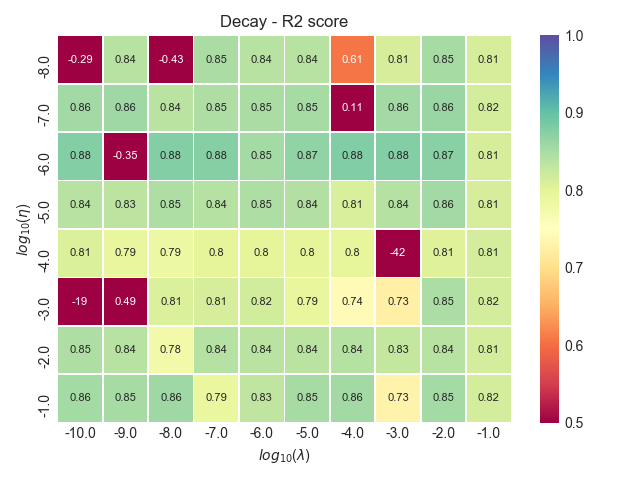 Decay - R2 score
-8.0 -0.29 0.84 -0.43 0.85 0.84 0.84 0.61 0.81 0.85 0.81
-7.0 0.86 0.86 0.84 0.85 0.85 0.85 0.11 0.86 0.86 0.82
-6.0 0.88 -0.35 0.88 0.88 0.85 0.87 0.88 0.88 0.87 0.81
-5.0 0.84 0.83 0.85 0.84 0.85 0.84 0.81 0.84 0.86 0.81
-4.0 0.81 0.79 0.79 0.8 0.8 0.8 0.8 -42 0.81 0.81
-3.0 -19 0.49 0.81 0.81 0.82 0.79 0.74 0.73 0.85 0.82
-2.0 0.85 0.84 0.78 0.84 0.84 0.84 0.84 0.83 0.84 0.81
-1.0 0.86 0.85 0.86 0.79 0.83 0.85 0.86 0.73 0.85 0.82
-10.0 -9.0 -8.0 -7.0 -6.0 -5.0 -4.0 -3.0 -2.0 -1.0
log10(λ)
log10(η)
1.0
0.9
0.8
0.7
0.6
0.5